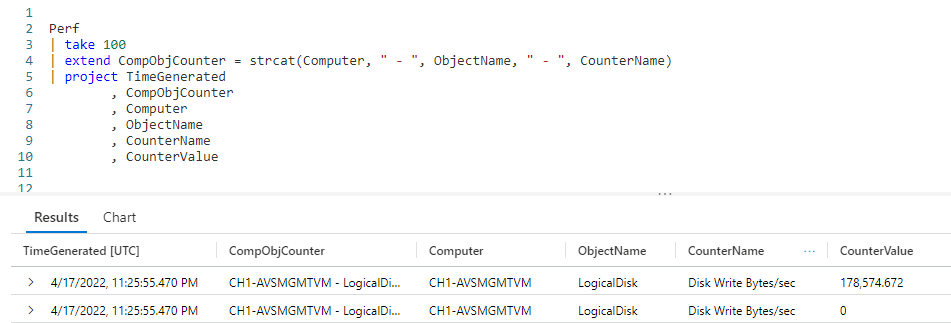 1
2 Perf
3 | take 100
4 | extend CompObjCounter = strcat(Computer, " - ", ObjectName, " - ", CounterName)
5 | project TimeGenerated
6 , CompObjCounter
7 , Computer
8 , ObjectName
9 , CounterName
10 , CounterValue
11
12
...
Results Chart
TimeGenerated [UTC] CompObjCounter Computer ObjectName CounterName ... CounterValue
> 4/17/2022, 11:25:55.470 PM CH1-AVSMGMTVM - LogicalDi... CH1-AVSMGMTVM LogicalDisk Disk Write Bytes/sec 178,574.672
> 4/17/2022, 11:25:55.470 PM CH1-AVSMGMTVM - LogicalDi... CH1-AVSMGMTVM LogicalDisk Disk Write Bytes/sec 0